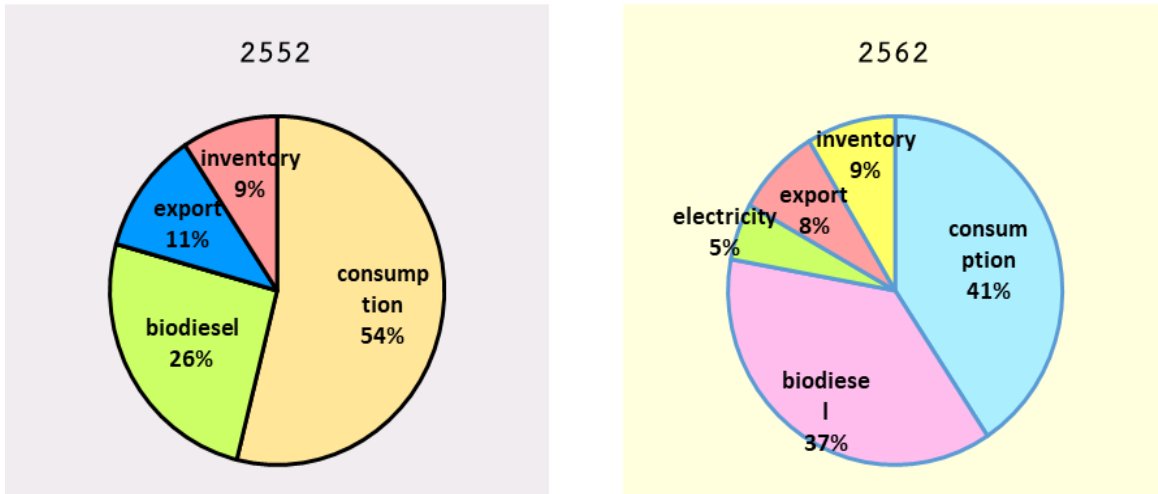 2552
inventory
9%
export
11%
consump
tion
54%
biodiesel
26%
2562
inventory
9%
export
8%
electricity
5%
consum
ption
41%
biodiese
l
37%